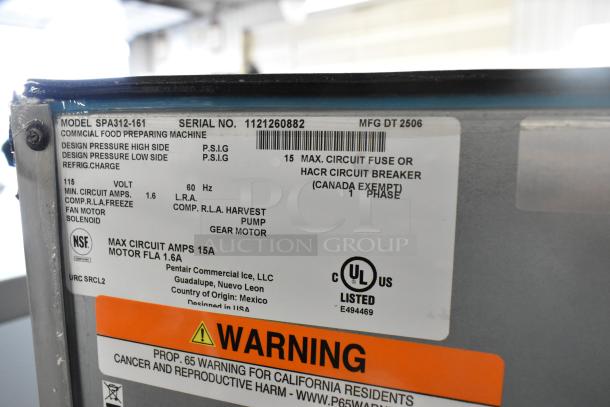 MODEL SPA312-161 SERIAL NO. 1121260882 MFG DT 2506
COMMCIAL FOOD PREPARING MACHINE
DESIGN PRESSURE HIGH SIDE P.S.I.G
DESIGN PRESSURE LOW SIDE P.S.I.G 15 MAX. CIRCUIT FUSE OR
REFRIG.CHARGE HACR CIRCUIT BREAKER
(CANADA EXEMPT)
115 VOLT 60 Hz 1 PHASE
MIN. CIRCUIT AMPS. 1.6 L.R.A.
COMP.R.L.A.FREEZE COMP. R.L.A. HARVEST
FAN MOTOR PUMP
SOLENOID GEAR MOTOR
PCI
AUCTION GROUP
NSF
MAX CIRCUIT AMPS 15A
MOTOR FLA 1.6A
Pentair Commercial Ice, LLC
Guadalupe, Nuevo Leon
Country of Origin: Mexico
Designed in USA
URC SRCL2
C UL US
LISTED
E494469
WARNING
PROP. 65 WARNING FOR CALIFORNIA RESIDENTS
CANCER AND REPRODUCTIVE HARM - WWW.P65WARN